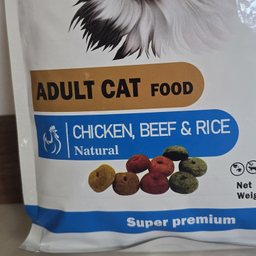 ADULT CAT FOOD
CHICKEN, BEEF & RICE
Natural
Net
Super premium